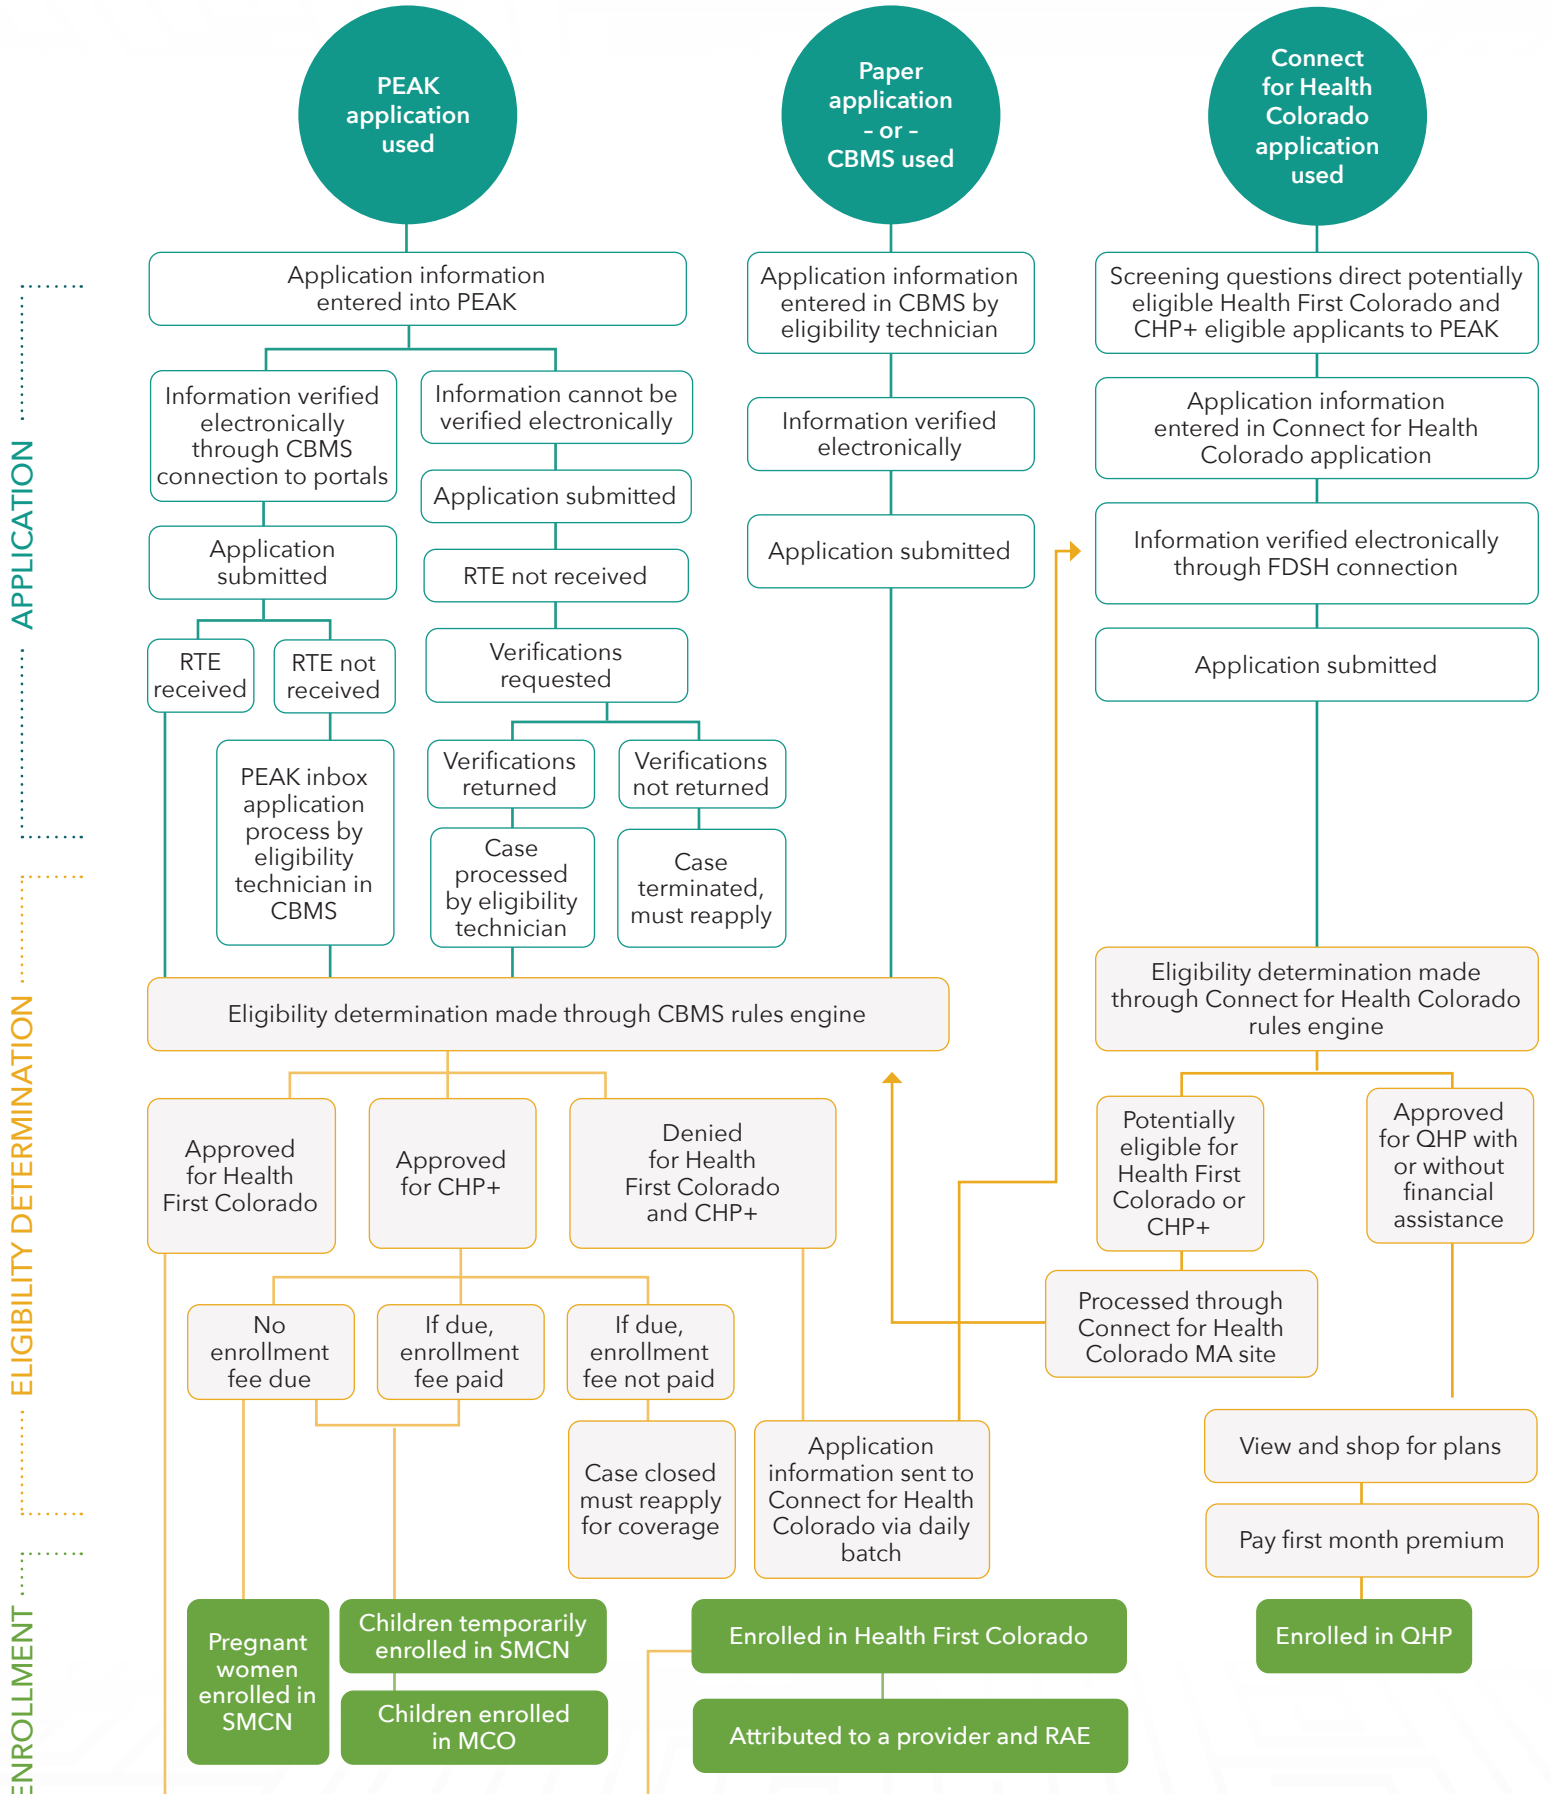 PEAK
application
used
Paper
application
– or –
CBMS used
Connect
for Health
Colorado
application
used
APPLICATION
Application information
entered into PEAK
Application information
entered in CBMS by
eligibility technician
Screening questions direct potentially
eligible Health First Colorado and
CHP+ eligible applicants to PEAK
Information verified
electronically
through CBMS
connection to portals
Information cannot be
verified electronically
Information verified
electronically
Application information
entered in Connect for Health
Colorado application
Application submitted
Application
submitted
RTE not received
Application submitted
Information verified electronically
through FDSH connection
RTE
received
RTE not
received
Verifications
requested
Application submitted
PEAK inbox
application
process by
eligibility
technician in
CBMS
Verifications
returned
Verifications
not returned
Case
processed
by eligibility
technician
Case
terminated,
must reapply
ELIGIBILITY DETERMINATION
Eligibility determination made through CBMS rules engine
Eligibility determination made
through Connect for Health Colorado
rules engine
Approved
for Health
First Colorado
Approved
for CHP+
Denied
for Health
First Colorado
and CHP+
Potentially
eligible for
Health First
Colorado or
CHP+
Approved
for QHP with
or without
financial
assistance
No
enrollment
fee due
If due,
enrollment
fee paid
If due,
enrollment
fee not paid
Processed through
Connect for Health
Colorado MA site
Case closed
must reapply
for coverage
Application
information sent to
Connect for Health
Colorado via daily
batch
View and shop for plans
Pay first month premium
ENROLLMENT
Pregnant
women
enrolled in
SMCN
Children temporarily
enrolled in SMCN
Children enrolled
in MCO
Enrolled in Health First Colorado
Attributed to a provider and RAE
Enrolled in QHP